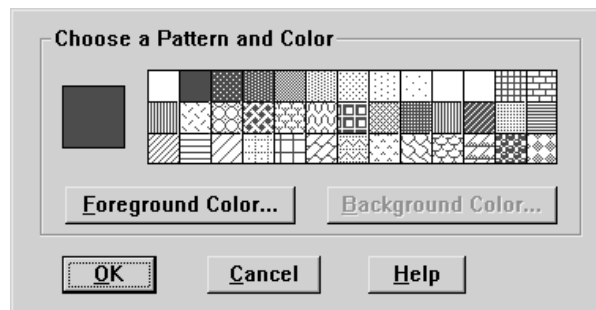 Choose a Pattern and Color
Foreground Color...
Background Color...
OK
Cancel
Help